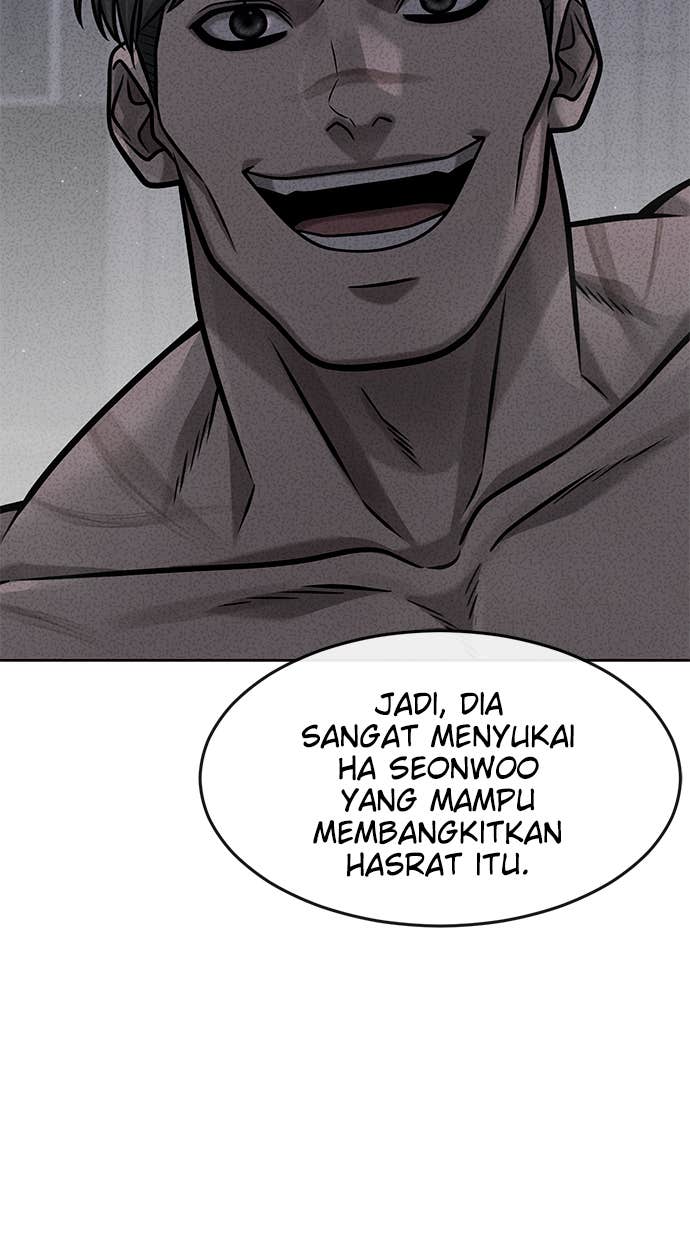 JADI, DIA
SANGAT MENYUKAI
HA SEONWOO
YANG MAMPU
MEMBANGKITKAN
HASRAT ITU.